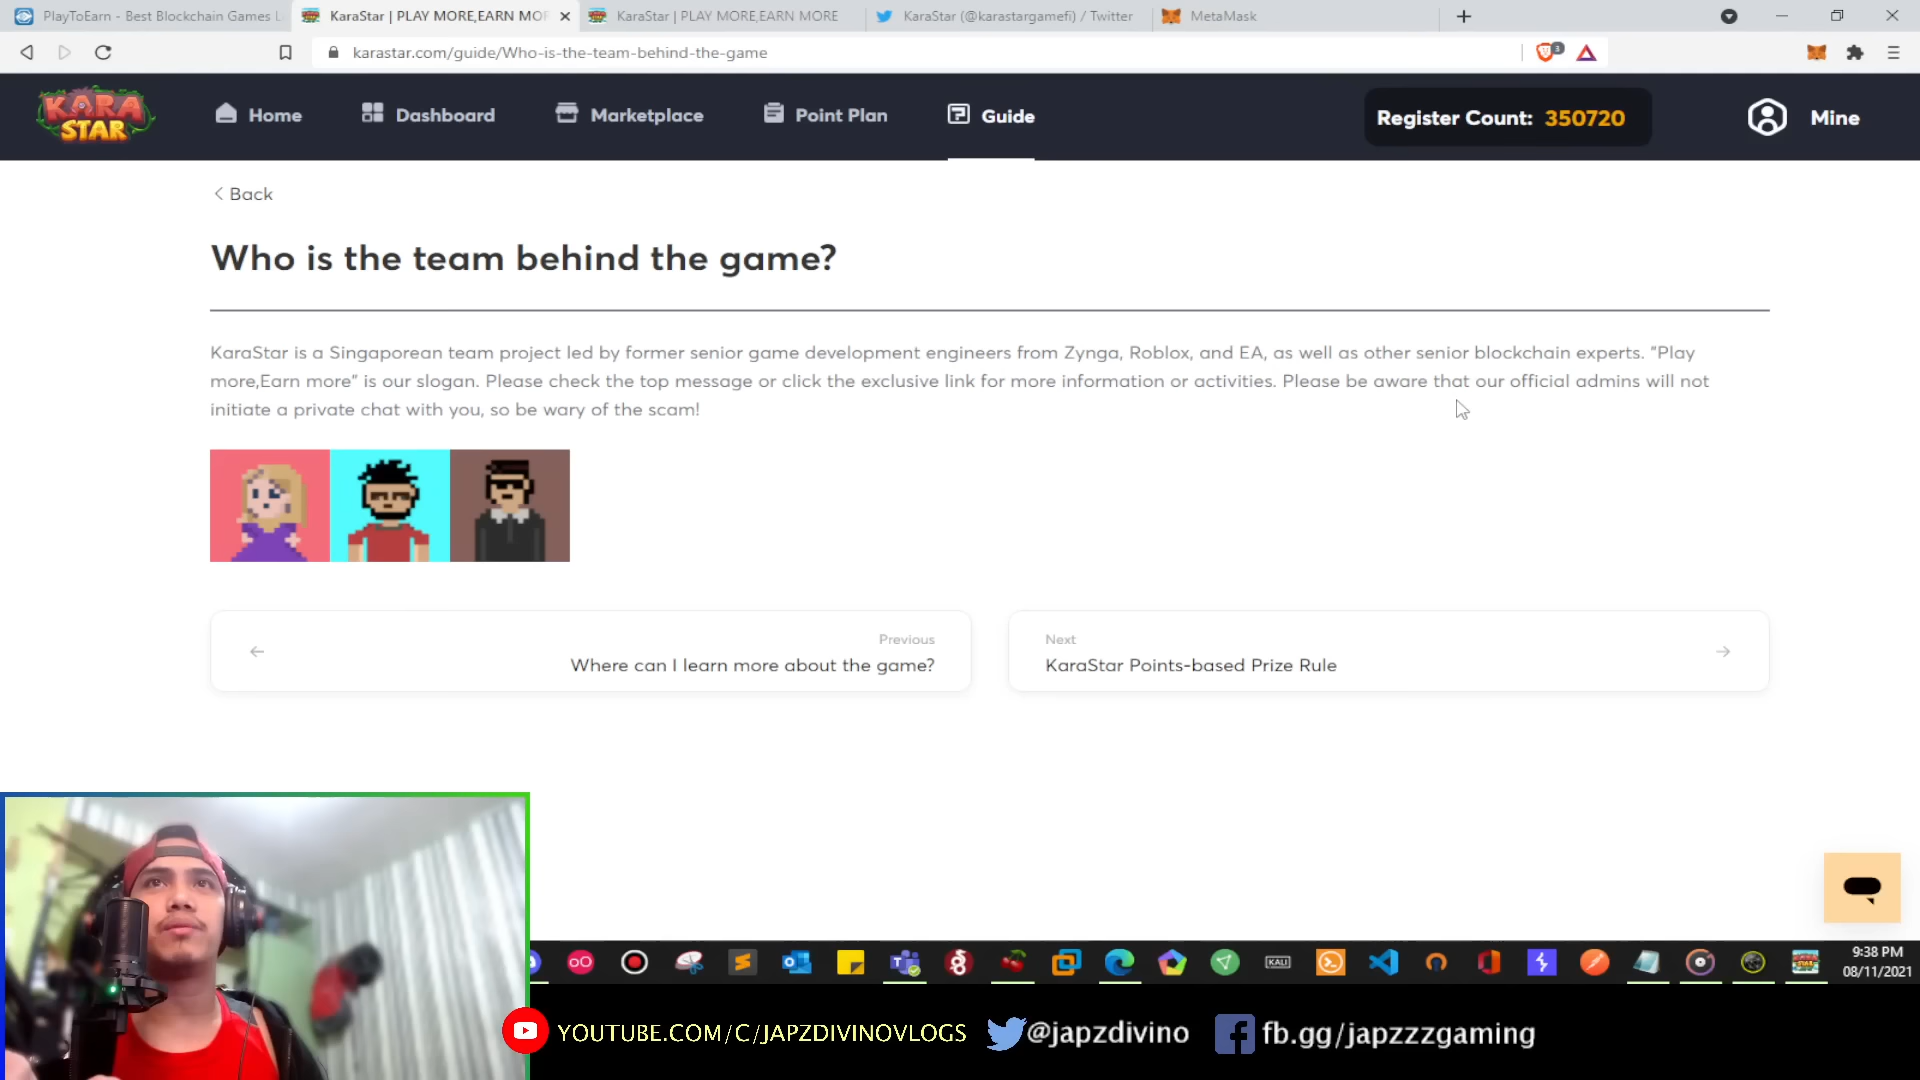 PlayToEarn - Best Blockchain Games L
KaraStar | PLAY MORE,EARN MOR
KaraStar | PLAY MORE,EARN MORE
KaraStar (@karastargamefi) / Twitter
MetaMask
karastar.com/guide/Who-is-the-team-behind-the-game
3
KARA
STAR
Home
Dashboard
Marketplace
Point Plan
Guide
Register Count: 350720
Mine
Back
Who is the team behind the game?
KaraStar is a Singaporean team project led by former senior game development engineers from Zynga, Roblox, and EA, as well as other senior blockchain experts. "Play
more,Earn more" is our slogan. Please check the top message or click the exclusive link for more information or activities. Please be aware that our official admins will not
initiate a private chat with you, so be wary of the scam!
Previous
Where can I learn more about the game?
Next
KaraStar Points-based Prize Rule
KALI
9:38 PM
08/11/2021
YOUTUBE.COM/C/JAPZDIVINOVLOGS
@japzdivino
fb.gg/japzzzgaming